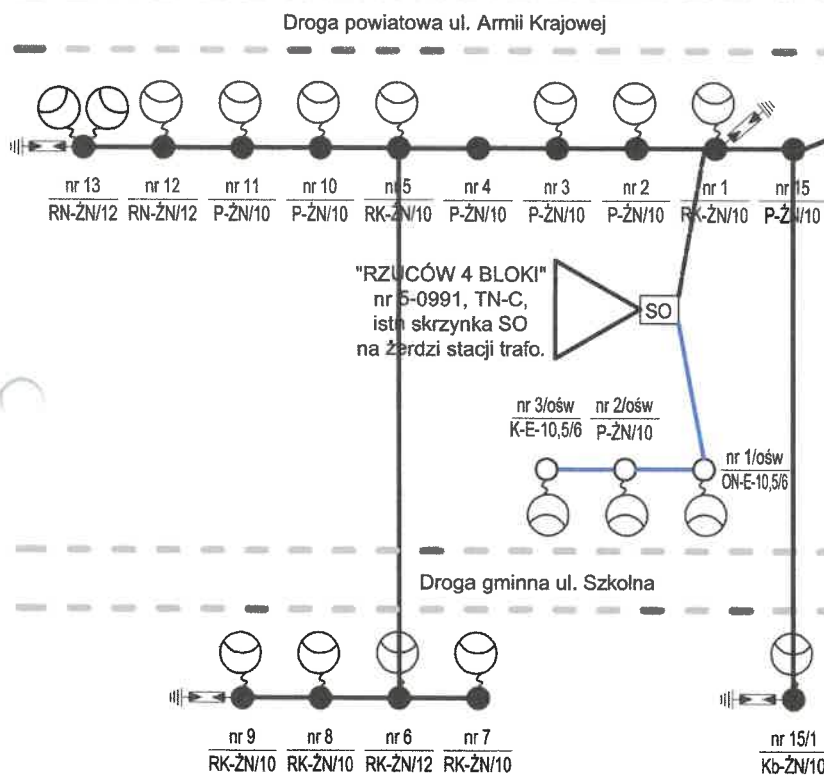 Droga powiatowa ul. Armii Krajowej
nr 13 nr 12 nr 11 nr 10 nr 5 nr 4 nr 3 nr 2 nr 1 nr 15
RN-ŻN/12 RN-ŻN/12 P-ŻN/10 P-ŻN/10 RK-ŻN/10 P-ŻN/10 P-ŻN/10 P-ŻN/10 RK-ŻN/10 P-ŻN/10
"RZUCÓW 4 BLOKI"
nr 5-0991, TN-C,
istn skrzynka SO
na żerdzi stacji trafo.
SO
nr 3/ośw nr 2/ośw
K-E-10,5/6 P-ŻN/10
nr 1/ośw
ON-E-10,5/6
Droga gminna ul. Szkolna
nr 9 nr 8 nr 6 nr 7 nr 15/1
RK-ŻN/10 RK-ŻN/10 RK-ŻN/12 RK-ŻN/10 Kb-ŻN/10